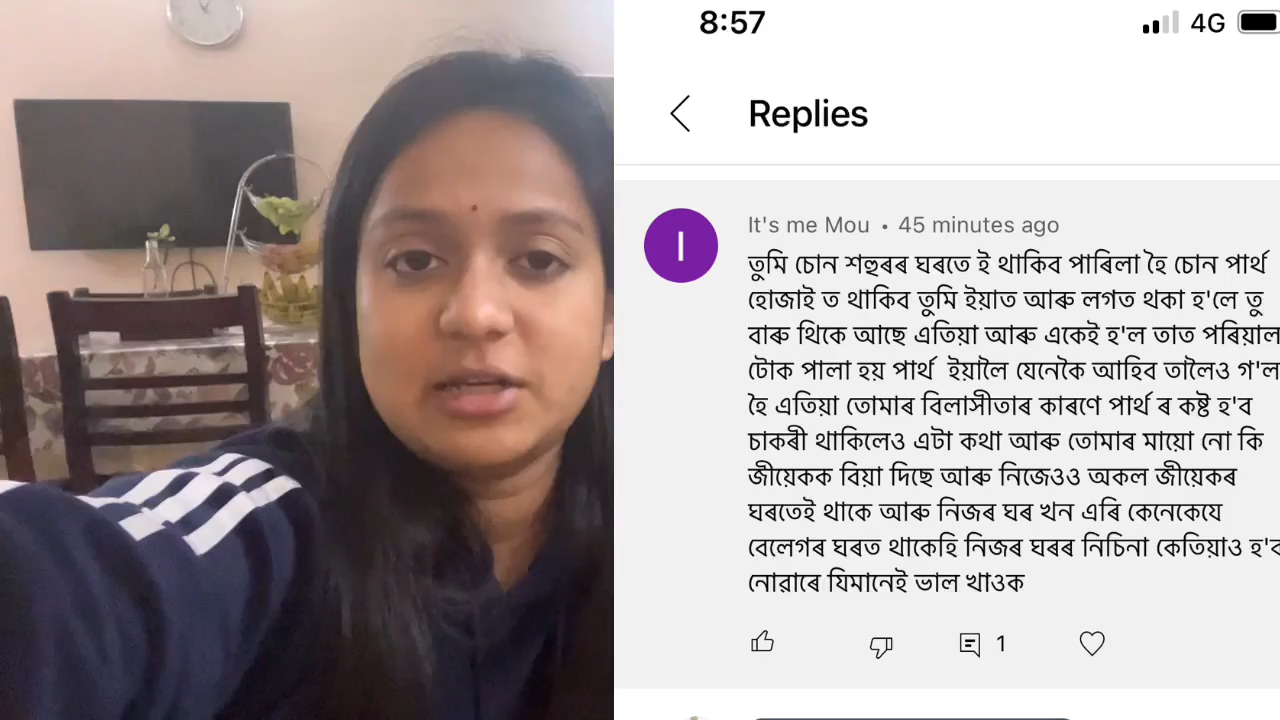 8:57
4G
Replies
I
It's me Mou • 45 minutes ago
তুমি চোন শহুৰৰ ঘৰতে ই থাকিব পাৰিলা হৈ চোন পাৰ্থ
হোজাই ত থাকিব তুমি ইয়াত আৰু লগত থকা হ'লে তু
বাৰু থিকে আছে এতিয়া আৰু একেই হ'ল তাত পৰিয়াল
টোক পালা হয় পাৰ্থ ইয়ালৈ যেনেকৈ আহিব তালৈও গ'ল
হৈ এতিয়া তোমাৰ বিলাসীতাৰ কাৰণে পাৰ্থ ৰ কষ্ট হ'ব
চাকৰী থাকিলেও এটা কথা আৰু তোমাৰ মায়ো নো কি
জীয়েকক বিয়া দিছে আৰু নিজেওও অকল জীয়েকৰ
ঘৰতেই থাকে আৰু নিজৰ ঘৰ খন এৰি কেনেকেযে
বেলেগৰ ঘৰত থাকেহি নিজৰ ঘৰৰ নিচিনা কেতিয়াও হ'ব
নোৱাৰে যিমানেই ভাল খাওক
1